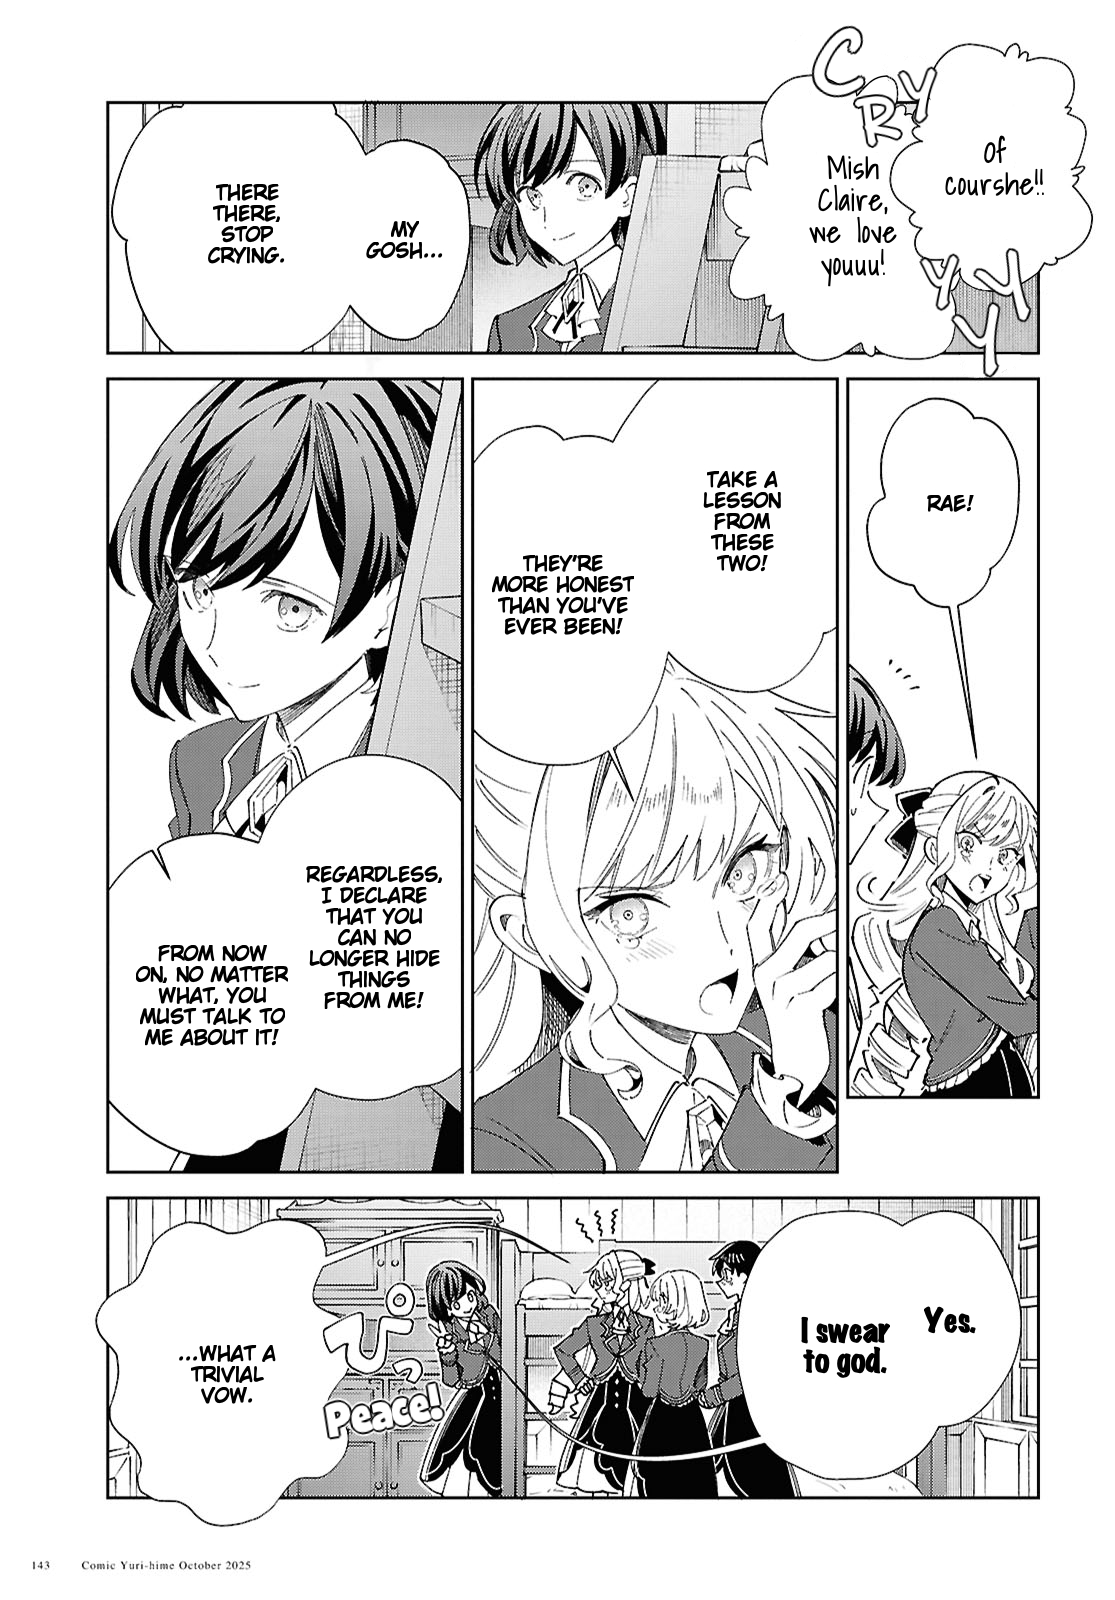 CRYYYYY
Of
courshe!!
Mish
Claire,
we love
youuu!
MY
GOSH...
THERE
THERE,
STOP
CRYING.
RAE!
TAKE A
LESSON
FROM
THESE
TWO!
THEY'RE
MORE HONEST
THAN YOU'VE
EVER BEEN!
REGARDLESS,
I DECLARE
THAT YOU
CAN NO
LONGER HIDE
THINGS
FROM ME!
FROM NOW
ON, NO MATTER
WHAT, YOU
MUST TALK TO
ME ABOUT IT!
Yes.
I swear
to god.
ぴっ
Peace!
...WHAT A
TRIVIAL
VOW.
143 Comic Yuri-hime October 2025